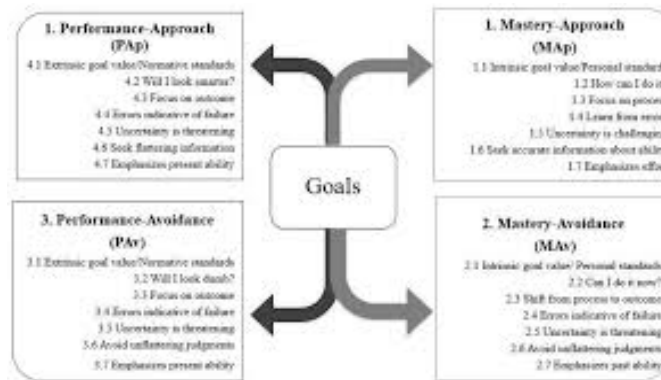 1. Performance-Approach
(PAp)
4.1 Extrinsic goal value/Normative standards
4.2 Will I look smarter?
4.3 Focus on outcome
4.4 Errors indicative of failure
4.5 Uncertainty is threatening
4.6 Seek flattering information
4.7 Emphasizes present ability
1. Mastery-Approach
(MAp)
1.1 Intrinsic goal value/Personal standard
1.2 How can I do it
1.3 Focus on proces
1.4 Learn from error
1.5 Uncertainty is challengin
1.6 Seek accurate information about abilit
1.7 Emphasizes effor
Goals
3. Performance-Avoidance
(PAv)
3.1 Extrinsic goal value/Normative standards
3.2 Will I look dumb?
3.3 Focus on outcome
3.4 Errors indicative of failure
3.5 Uncertainty is threatening
3.6 Avoid unflattering judgments
3.7 Emphasizes present ability
2. Mastery-Avoidance
(MAv)
2.1 Intrinsic goal value/ Personal standards
2.2 Can I do it now?
2.3 Shift from process to outcome
2.4 Errors indicative of failure
2.5 Uncertainty is threatening
2.6 Avoid unflattering judgments
2.7 Emphasizes past ability